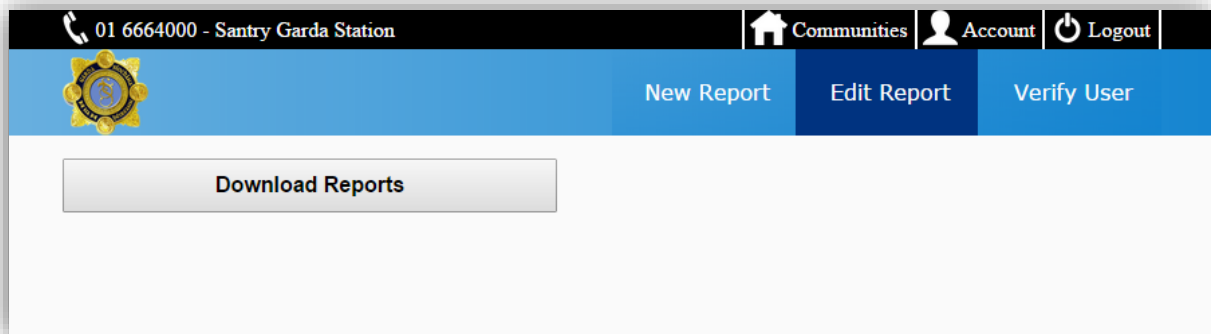 01 6664000 - Santry Garda Station Communities Account Logout
New Report Edit Report Verify User
Download Reports